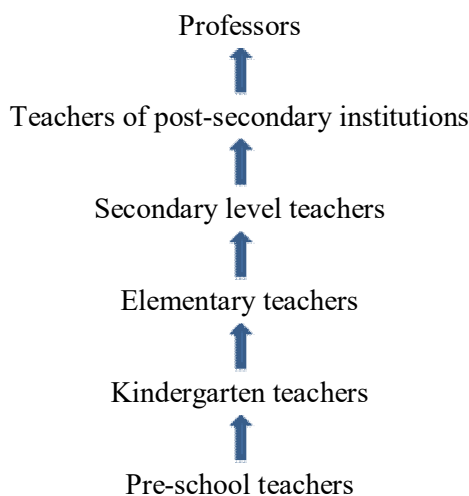 Professors
Teachers of post-secondary institutions
Secondary level teachers
Elementary teachers
Kindergarten teachers
Pre-school teachers